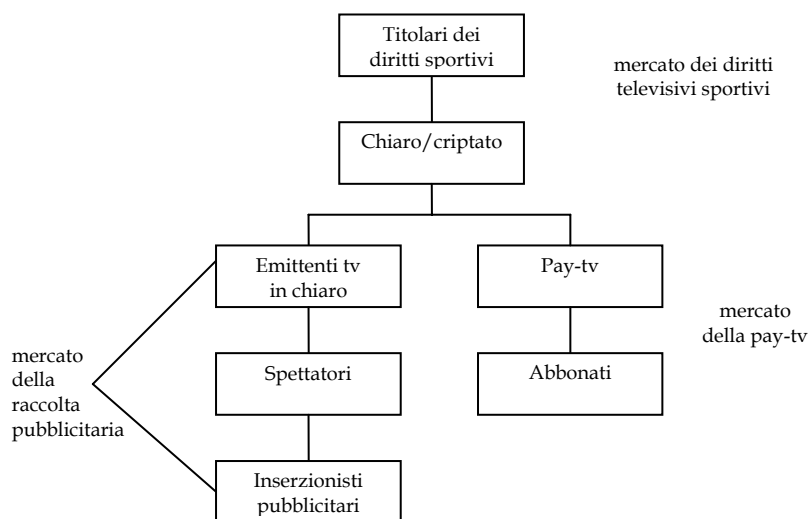 Titolari dei
diritti sportivi
mercato dei diritti
televisivi sportivi
Chiaro/criptato
Emittenti tv
in chiaro
Pay-tv
mercato
della pay-tv
mercato
della
raccolta
pubblicitaria
Spettatori
Abbonati
Inserzionisti
pubblicitari